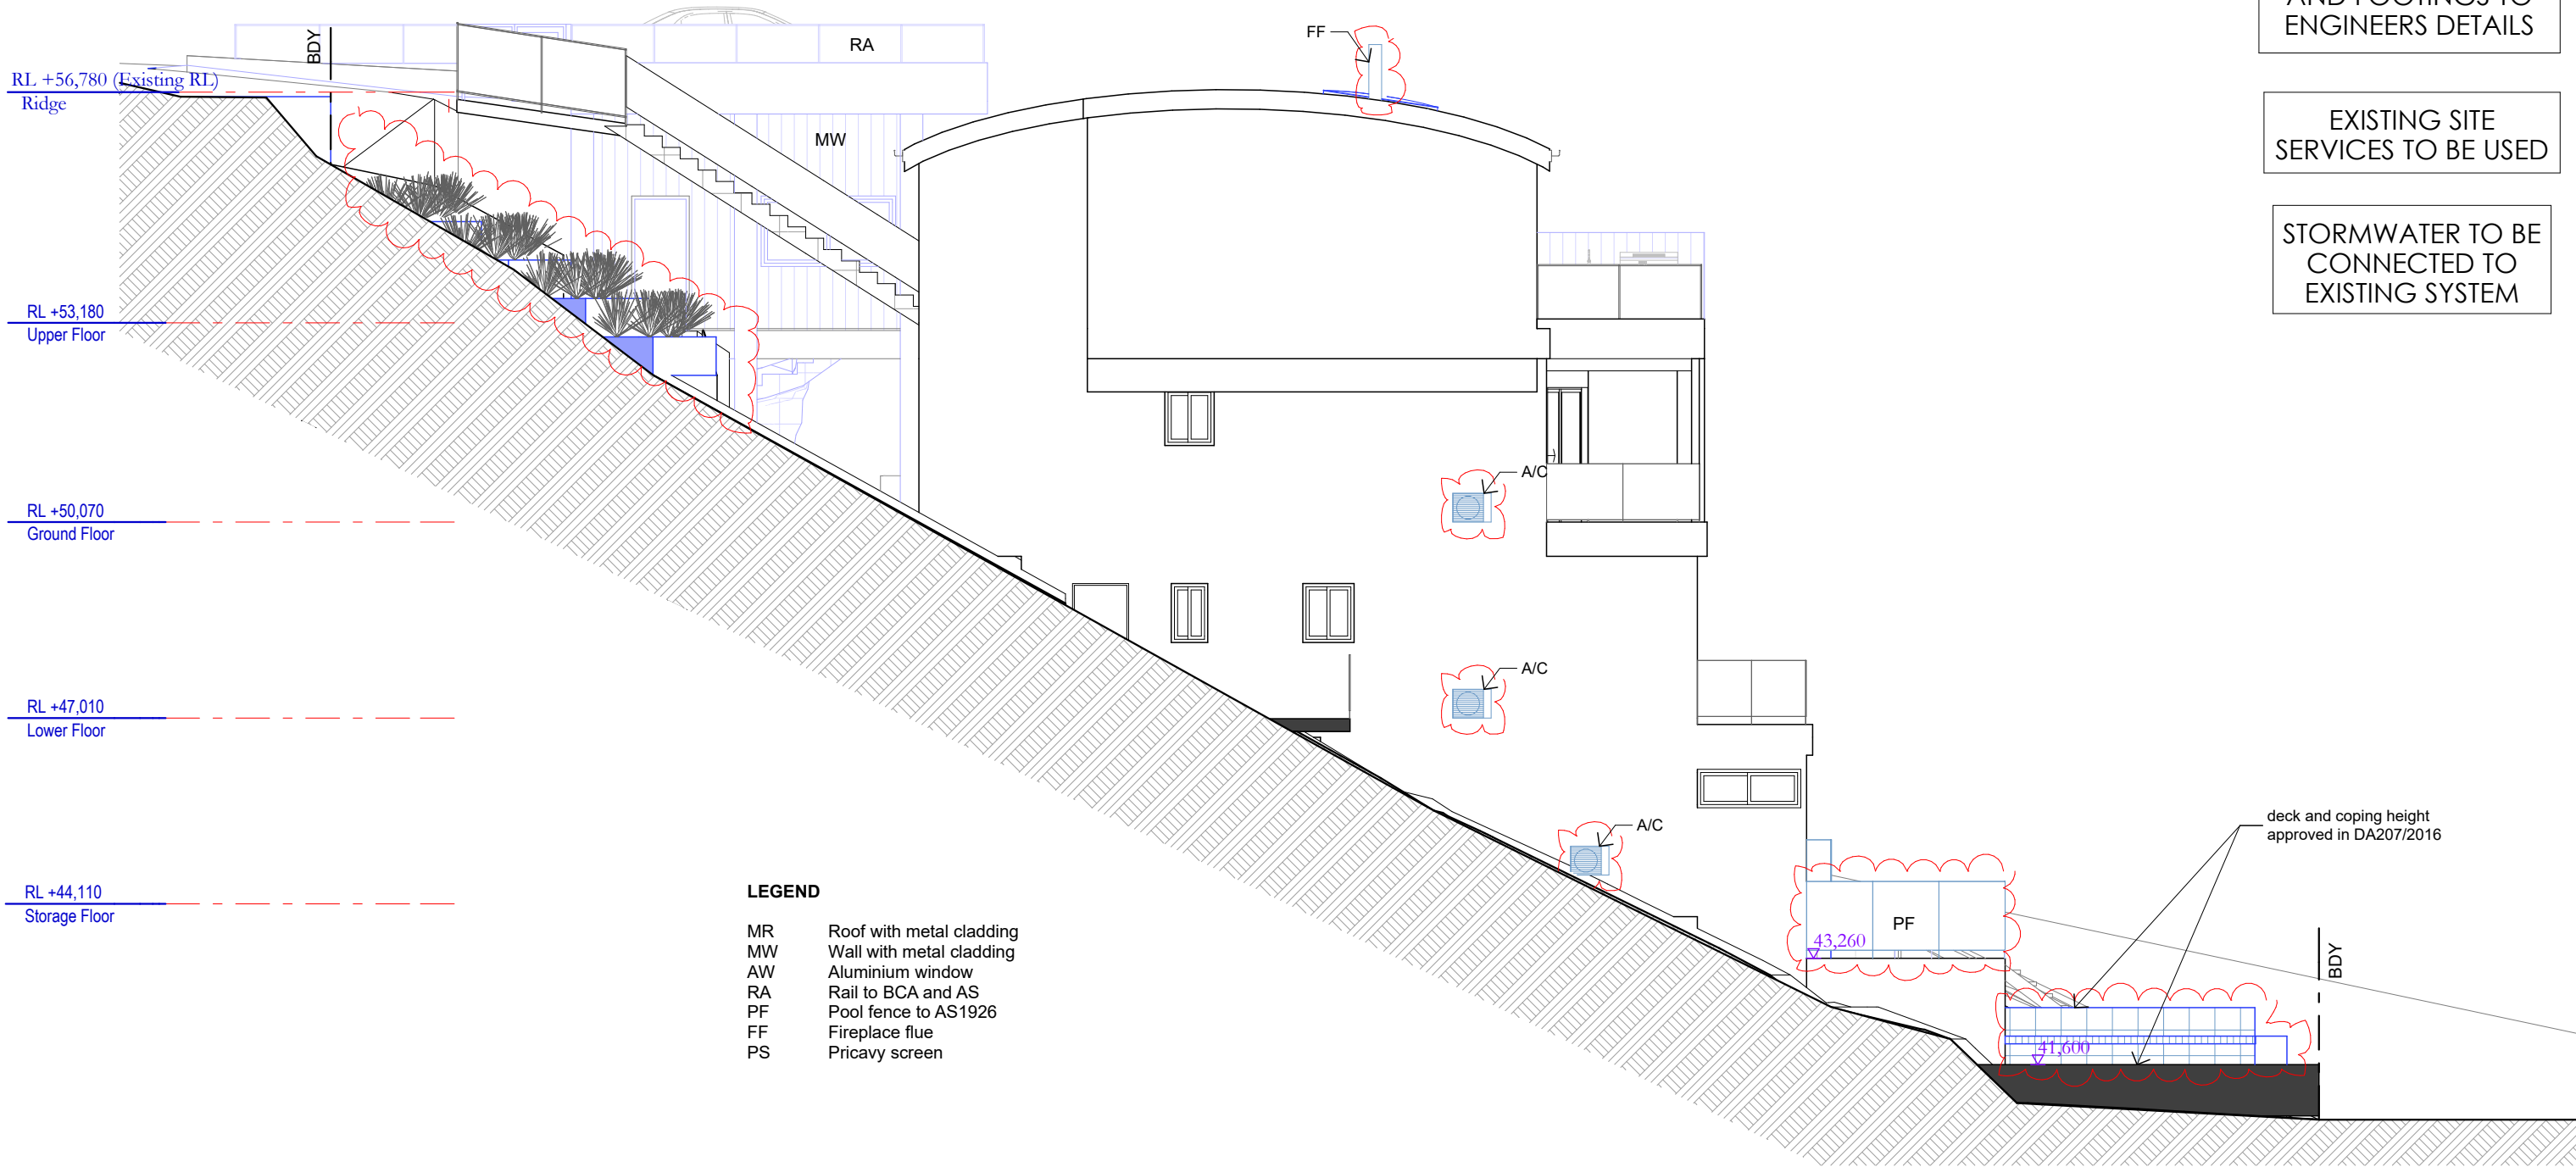 AND FOOTINGS TO
ENGINEERS DETAILS
EXISTING SITE
SERVICES TO BE USED
STORMWATER TO BE
CONNECTED TO
EXISTING SYSTEM
BDY
RA
FF
MW
RL +56,780 (Existing RL)
Ridge
RL +53,180
Upper Floor
RL +50,070
Ground Floor
RL +47,010
Lower Floor
RL +44,110
Storage Floor
A/C
A/C
A/C
deck and coping height
approved in DA207/2016
PF
43,260
BDY
41,600
LEGEND
MR Roof with metal cladding
MW Wall with metal cladding
AW Aluminium window
RA Rail to BCA and AS
PF Pool fence to AS1926
FF Fireplace flue
PS Pricavy screen